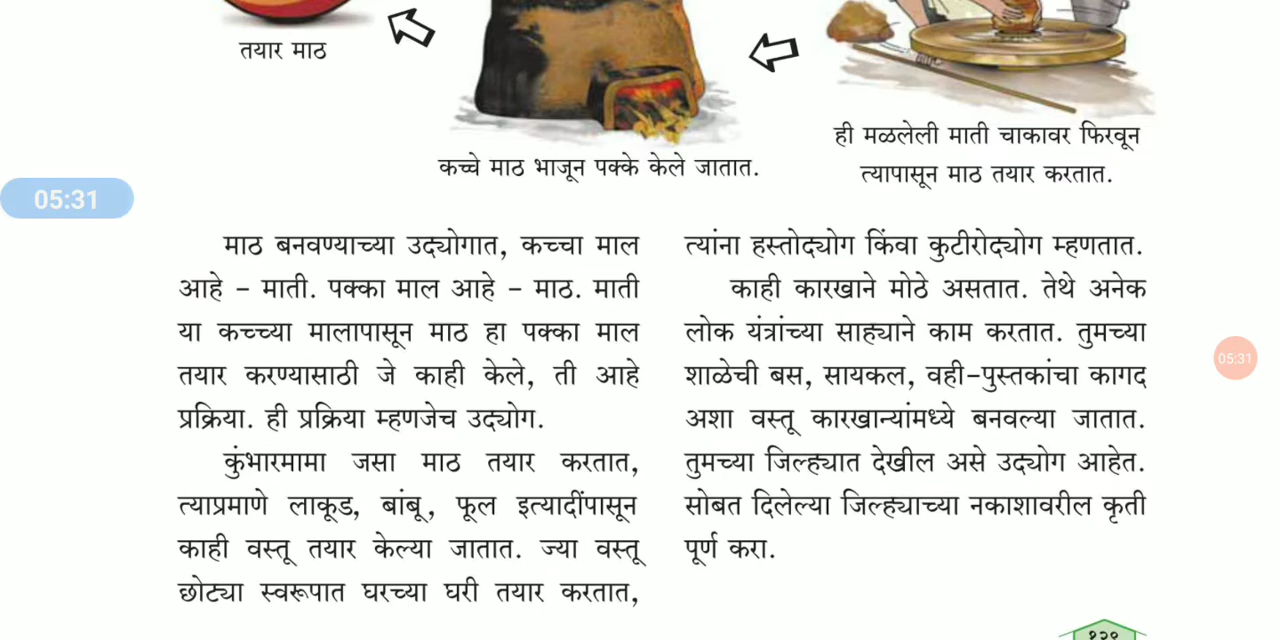 तयार माठ
कच्चे माठ भाजून पक्के केले जातात.
ही मळलेली माती चाकावर फिरवून
त्यापासून माठ तयार करतात.
05:31
माठ बनवण्याच्या उद्योगात, कच्चा माल
आहे – माती. पक्का माल आहे – माठ. माती
या कच्च्या मालापासून माठ हा पक्का माल
तयार करण्यासाठी जे काही केले, ती आहे
प्रक्रिया. ही प्रक्रिया म्हणजेच उद्योग.
कुंभारमामा जसा माठ तयार करतात,
त्याप्रमाणे लाकूड, बांबू, फूल इत्यादींपासून
काही वस्तू तयार केल्या जातात. ज्या वस्तू
छोट्या स्वरूपात घरच्या घरी तयार करतात,
त्यांना हस्तोद्योग किंवा कुटीरोद्योग म्हणतात.
काही कारखाने मोठे असतात. तेथे अनेक
लोक यंत्रांच्या साह्याने काम करतात. तुमच्या
शाळेची बस, सायकल, वही-पुस्तकांचा कागद
अशा वस्तू कारखान्यांमध्ये बनवल्या जातात.
तुमच्या जिल्ह्यात देखील असे उद्योग आहेत.
सोबत दिलेल्या जिल्ह्याच्या नकाशावरील कृती
पूर्ण करा.
05:31
१२९